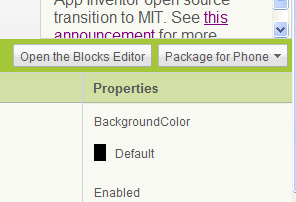 App Inventor open source
transition to MIT. See this
announcement for more
Open the Blocks Editor
Package for Phone
Properties
BackgroundColor
Default
Enabled